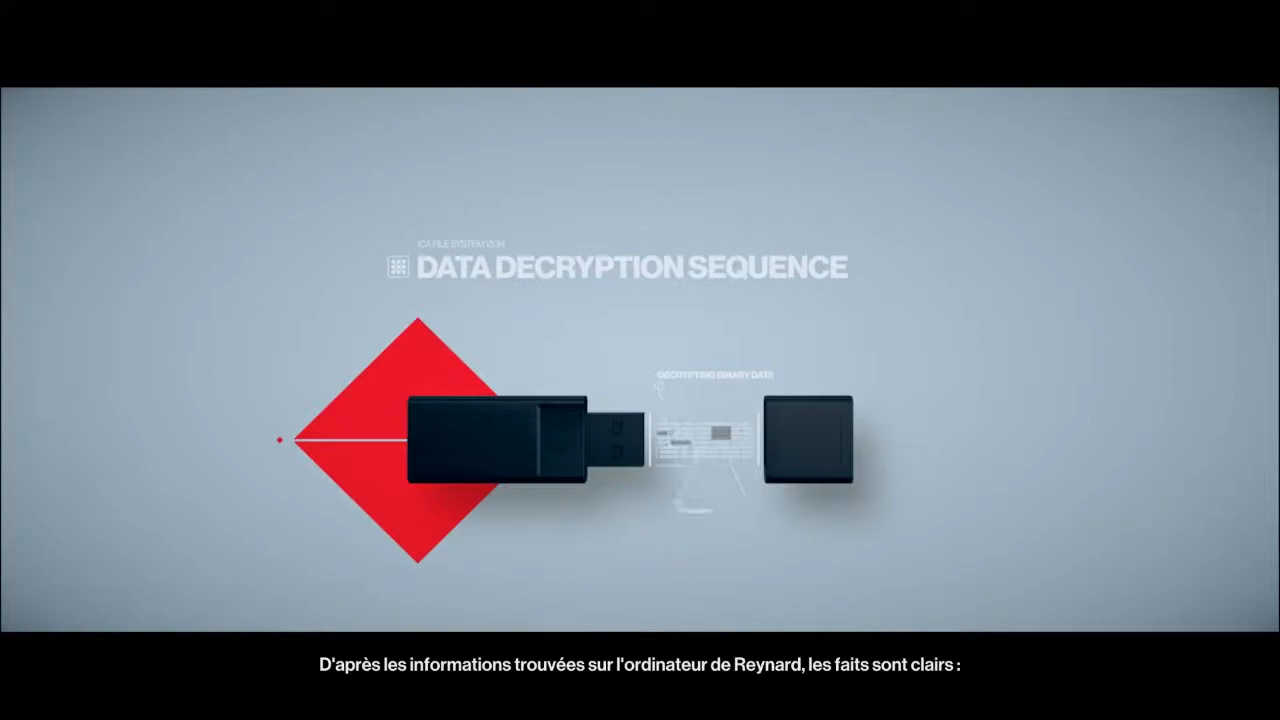 ICA FILE SYSTEM V1.34
DATA DECRYPTION SEQUENCE
DECRYPTING BINARY DATA
D'après les informations trouvées sur l'ordinateur de Reynard, les faits sont clairs :